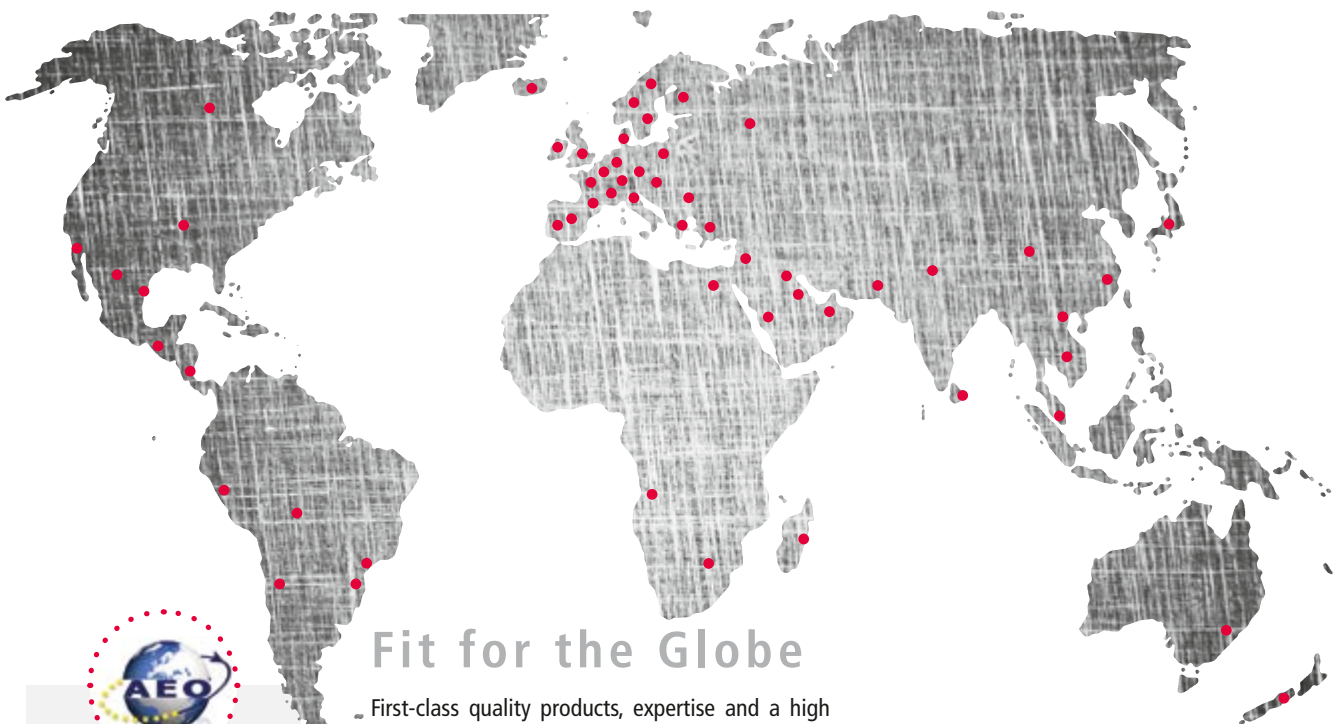 Fit for the Globe
AEO
First-class quality products, expertise and a high